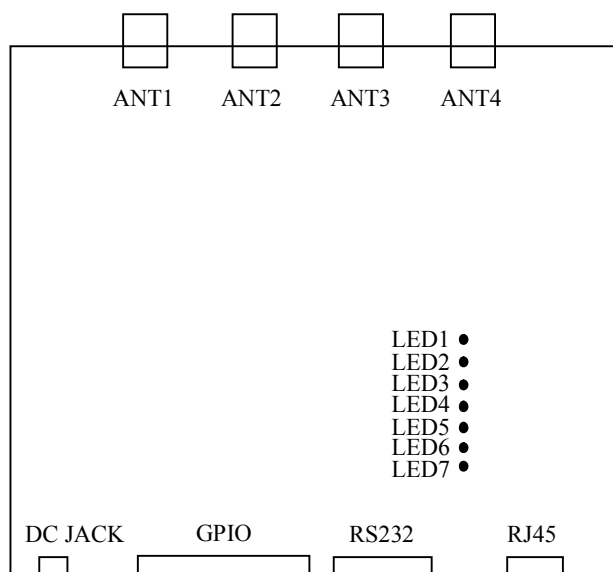 ANT1 ANT2 ANT3 ANT4
LED1
LED2
LED3
LED4
LED5
LED6
LED7
DC JACK GPIO RS232 RJ45